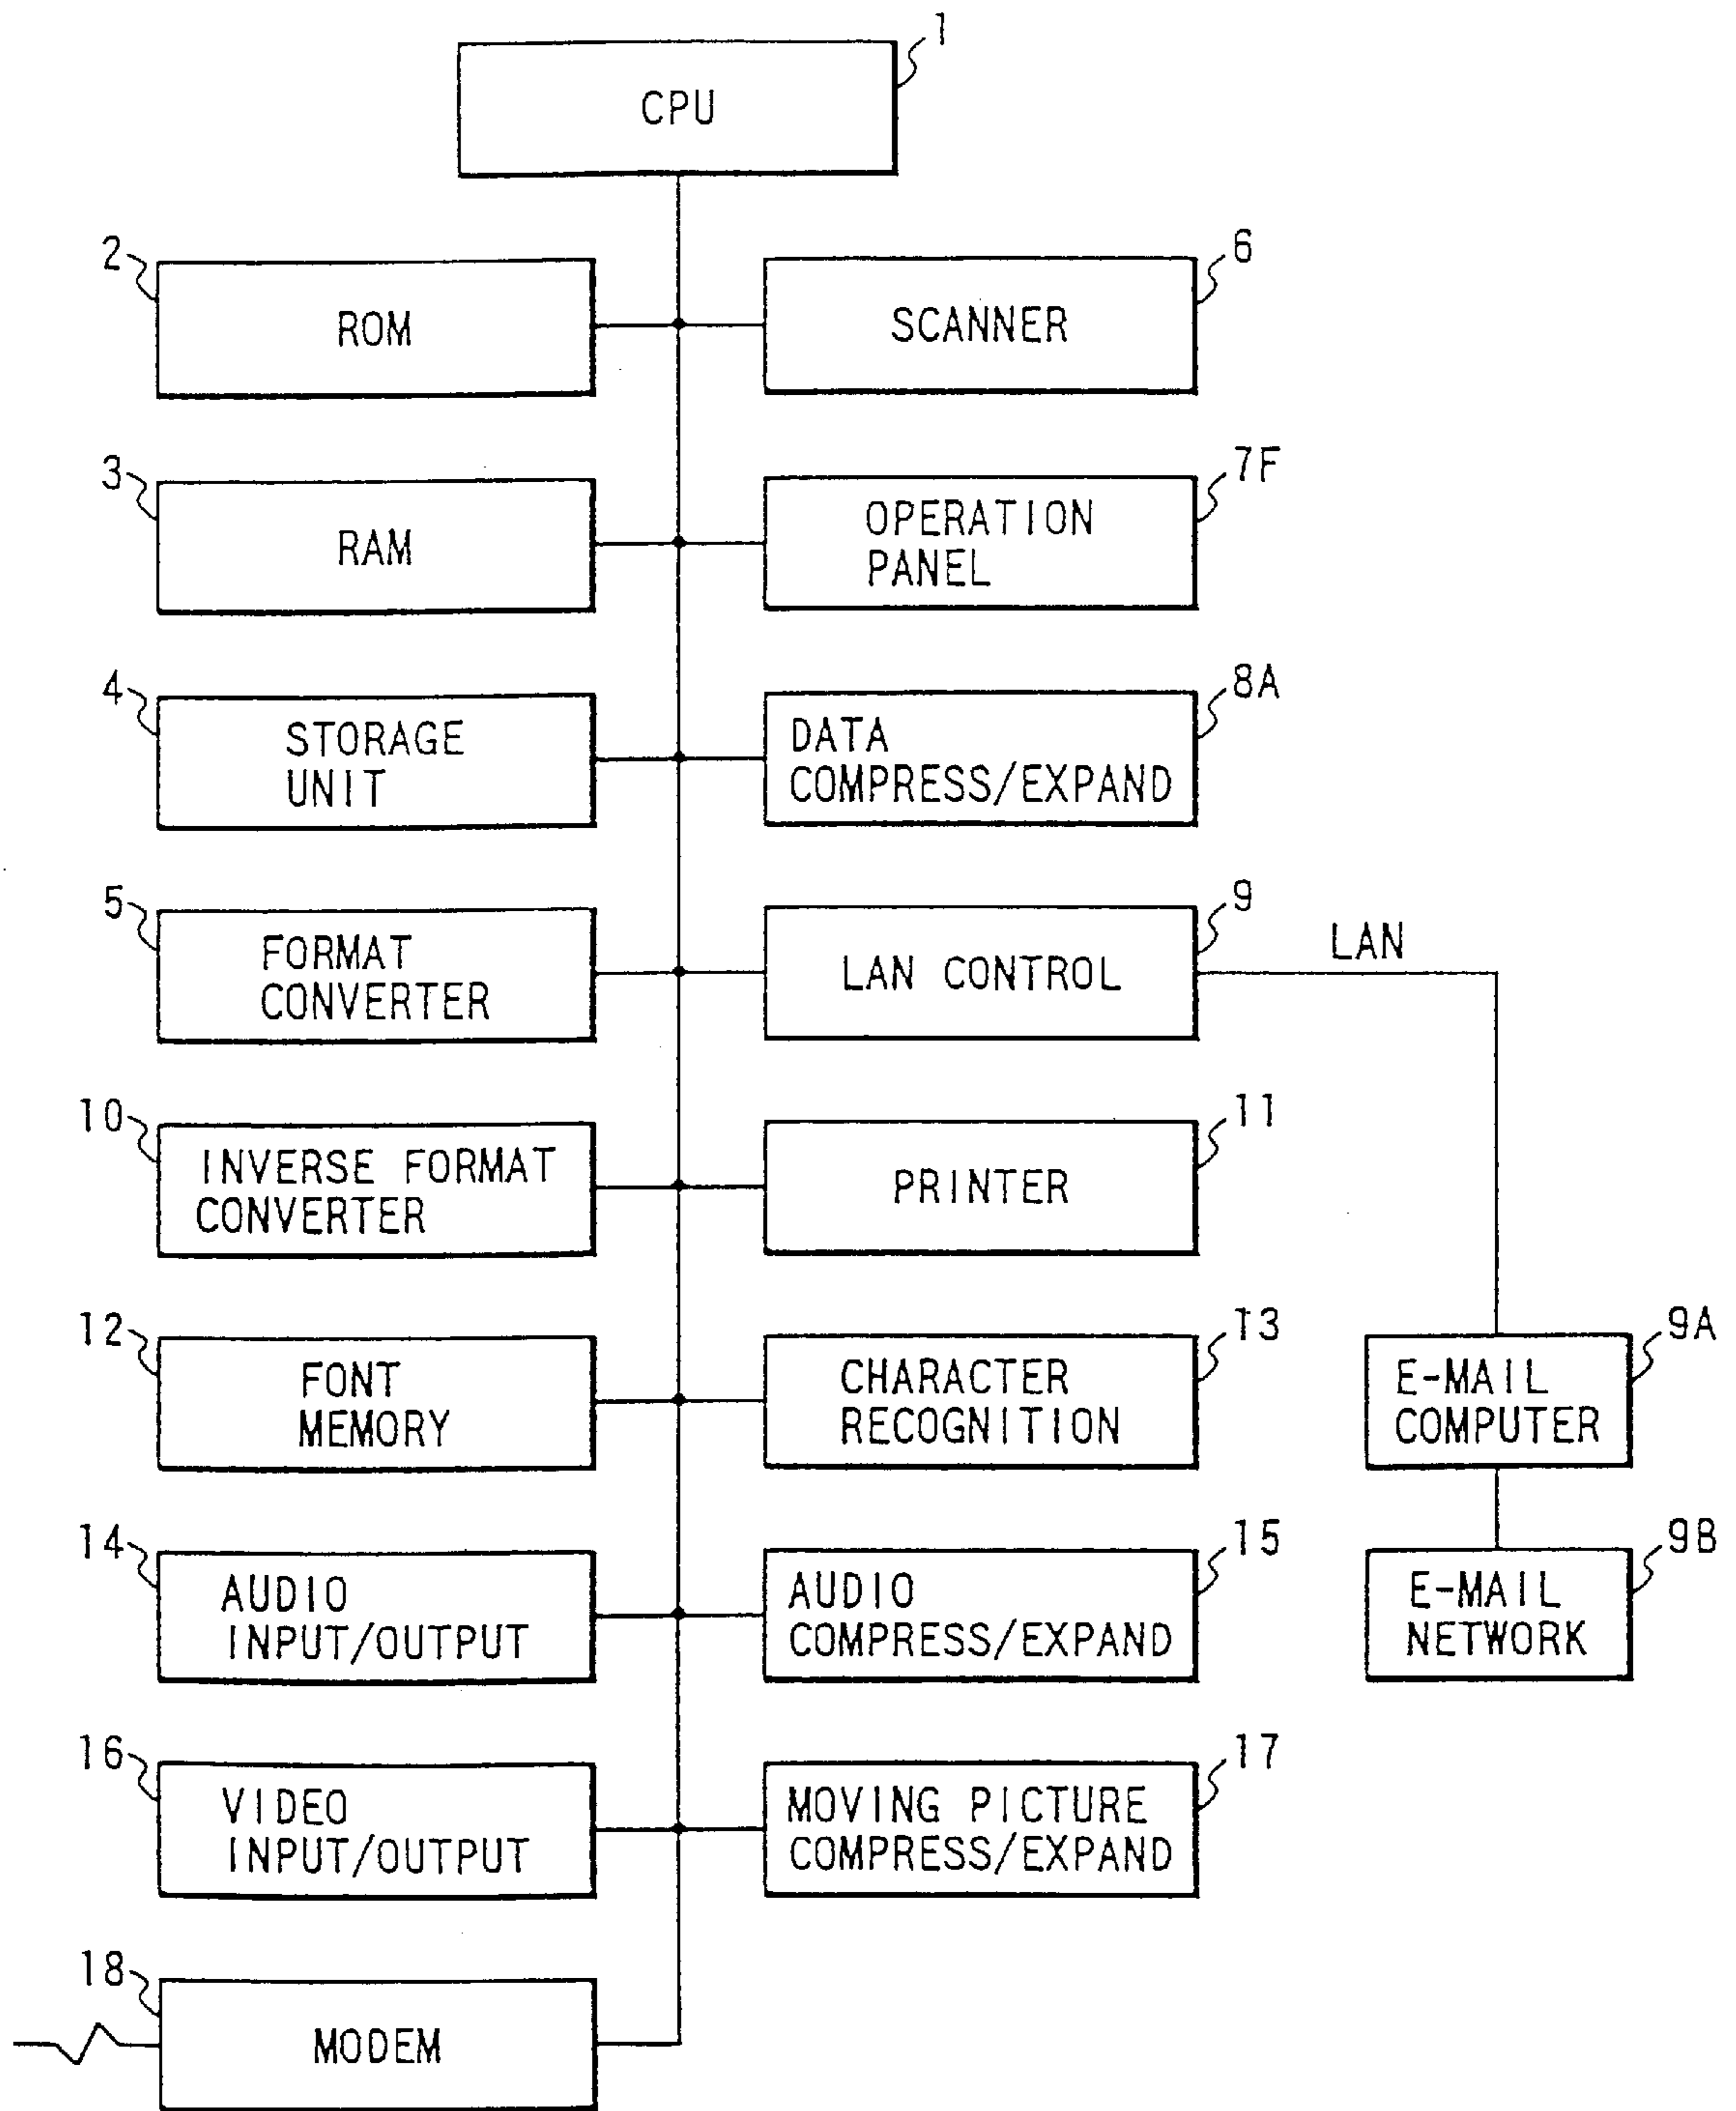 1
CPU
2
ROM
6
SCANNER
3
RAM
7F
OPERATION
PANEL
4
STORAGE
UNIT
8A
DATA
COMPRESS/EXPAND
5
FORMAT
CONVERTER
9
LAN CONTROL
LAN
10
INVERSE FORMAT
CONVERTER
11
PRINTER
12
FONT
MEMORY
13
CHARACTER
RECOGNITION
9A
E-MAIL
COMPUTER
14
AUDIO
INPUT/OUTPUT
15
AUDIO
COMPRESS/EXPAND
9B
E-MAIL
NETWORK
16
VIDEO
INPUT/OUTPUT
17
MOVING PICTURE
COMPRESS/EXPAND
18
MODEM